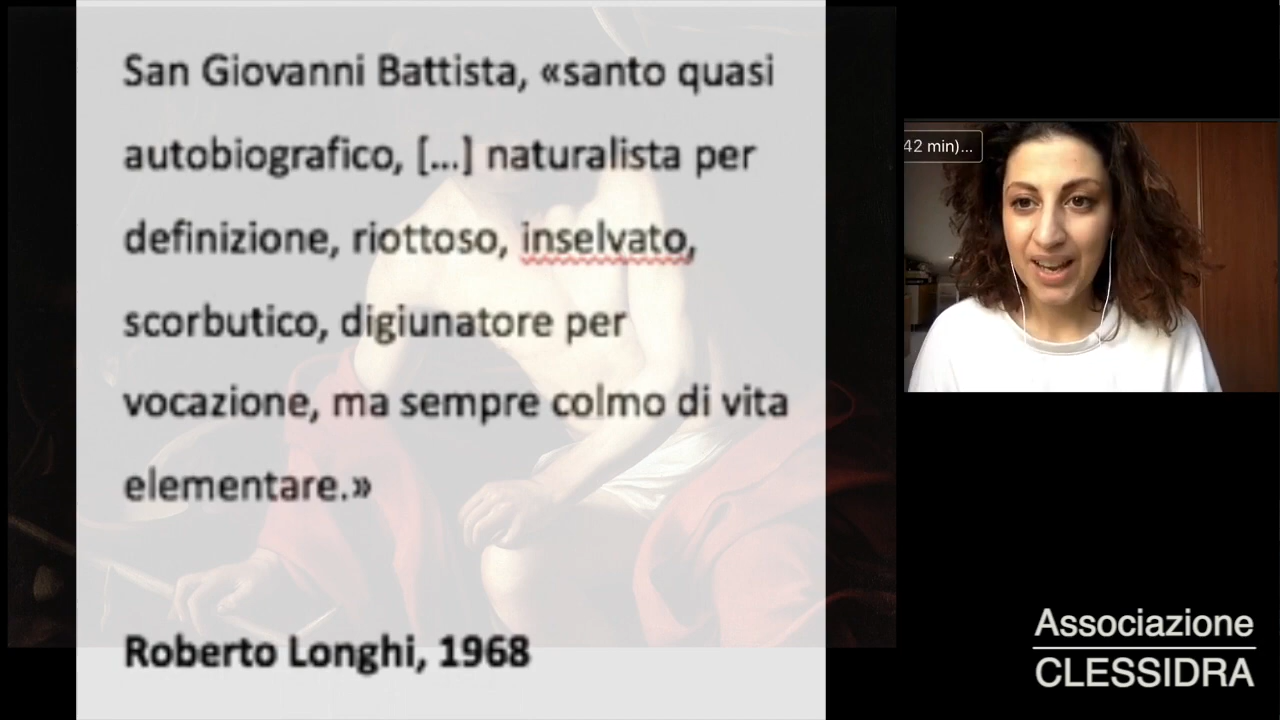 San Giovanni Battista, «santo quasi
autobiografico, [...] naturalista per
definizione, riottoso, inselvato,
scorbutico, digiunatore per
vocazione, ma sempre colmo di vita
elementare.»
Roberto Longhi, 1968
42 min)...
Associazione
CLESSIDRA